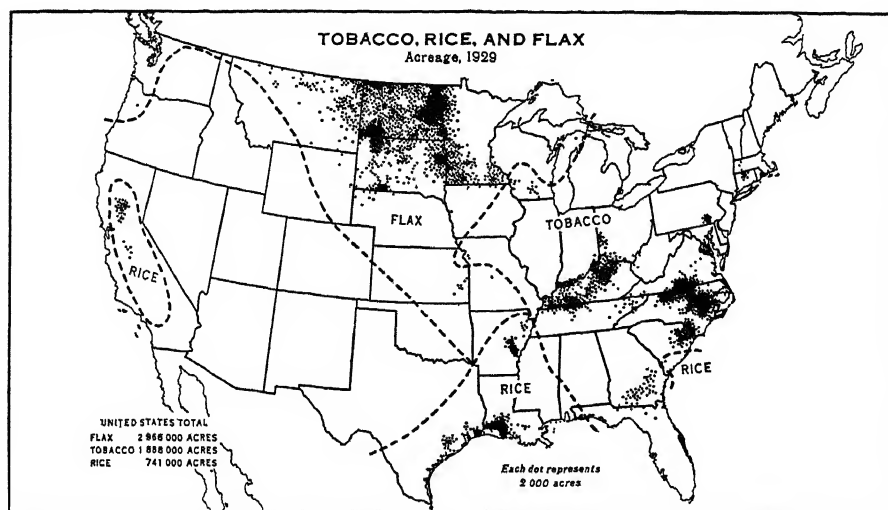 TOBACCO, RICE, AND FLAX
Acreage, 1929
FLAX
TOBACCO
RICE
RICE
RICE
UNITED STATES TOTAL
FLAX 2 966 000 ACRES
TOBACCO 1 888 000 ACRES
RICE 741 000 ACRES
Each dot represents
2 000 acres